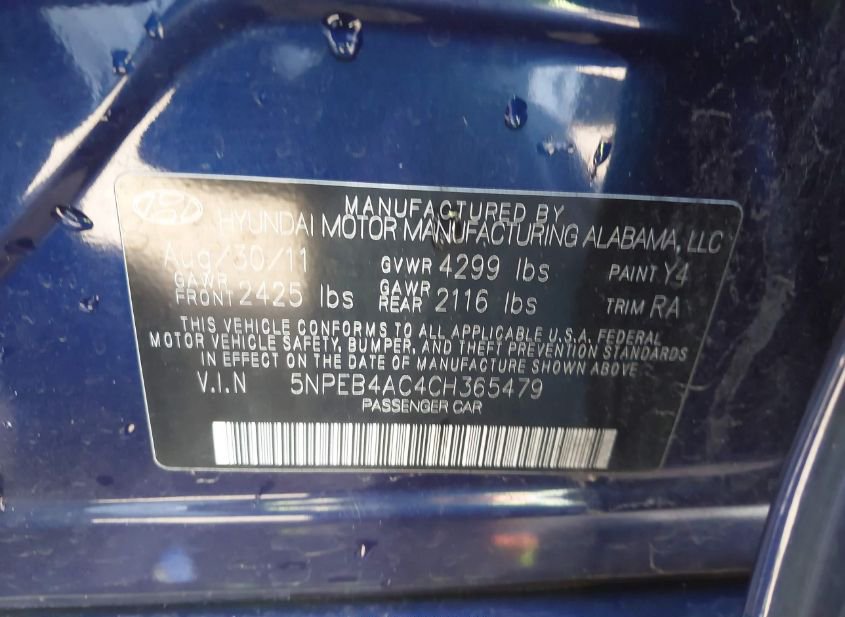 MANUFACTURED BY
HYUNDAI MOTOR MANUFACTURING ALABAMA, LLC
Aug/30/11 GVWR 4299 lbs PAINT Y4
GAWR FRONT 2425 lbs GAWR REAR 2116 lbs TRIM RA
THIS VEHICLE CONFORMS TO ALL APPLICABLE U.S.A. FEDERAL
MOTOR VEHICLE SAFETY, BUMPER, AND THEFT PREVENTION STANDARDS
IN EFFECT ON THE DATE OF MANUFACTURE SHOWN ABOVE
V.I.N 5NPEB4AC4CH365479
PASSENGER CAR